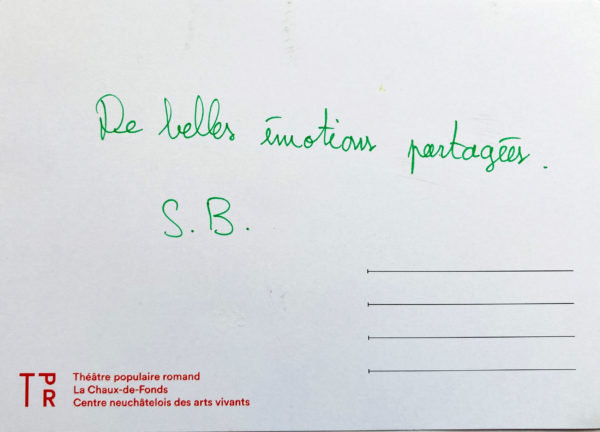 De belles émotions partagées.
S.B.
TPR
Théâtre populaire romand
La Chaux-de-Fonds
Centre neuchâtelois des arts vivants